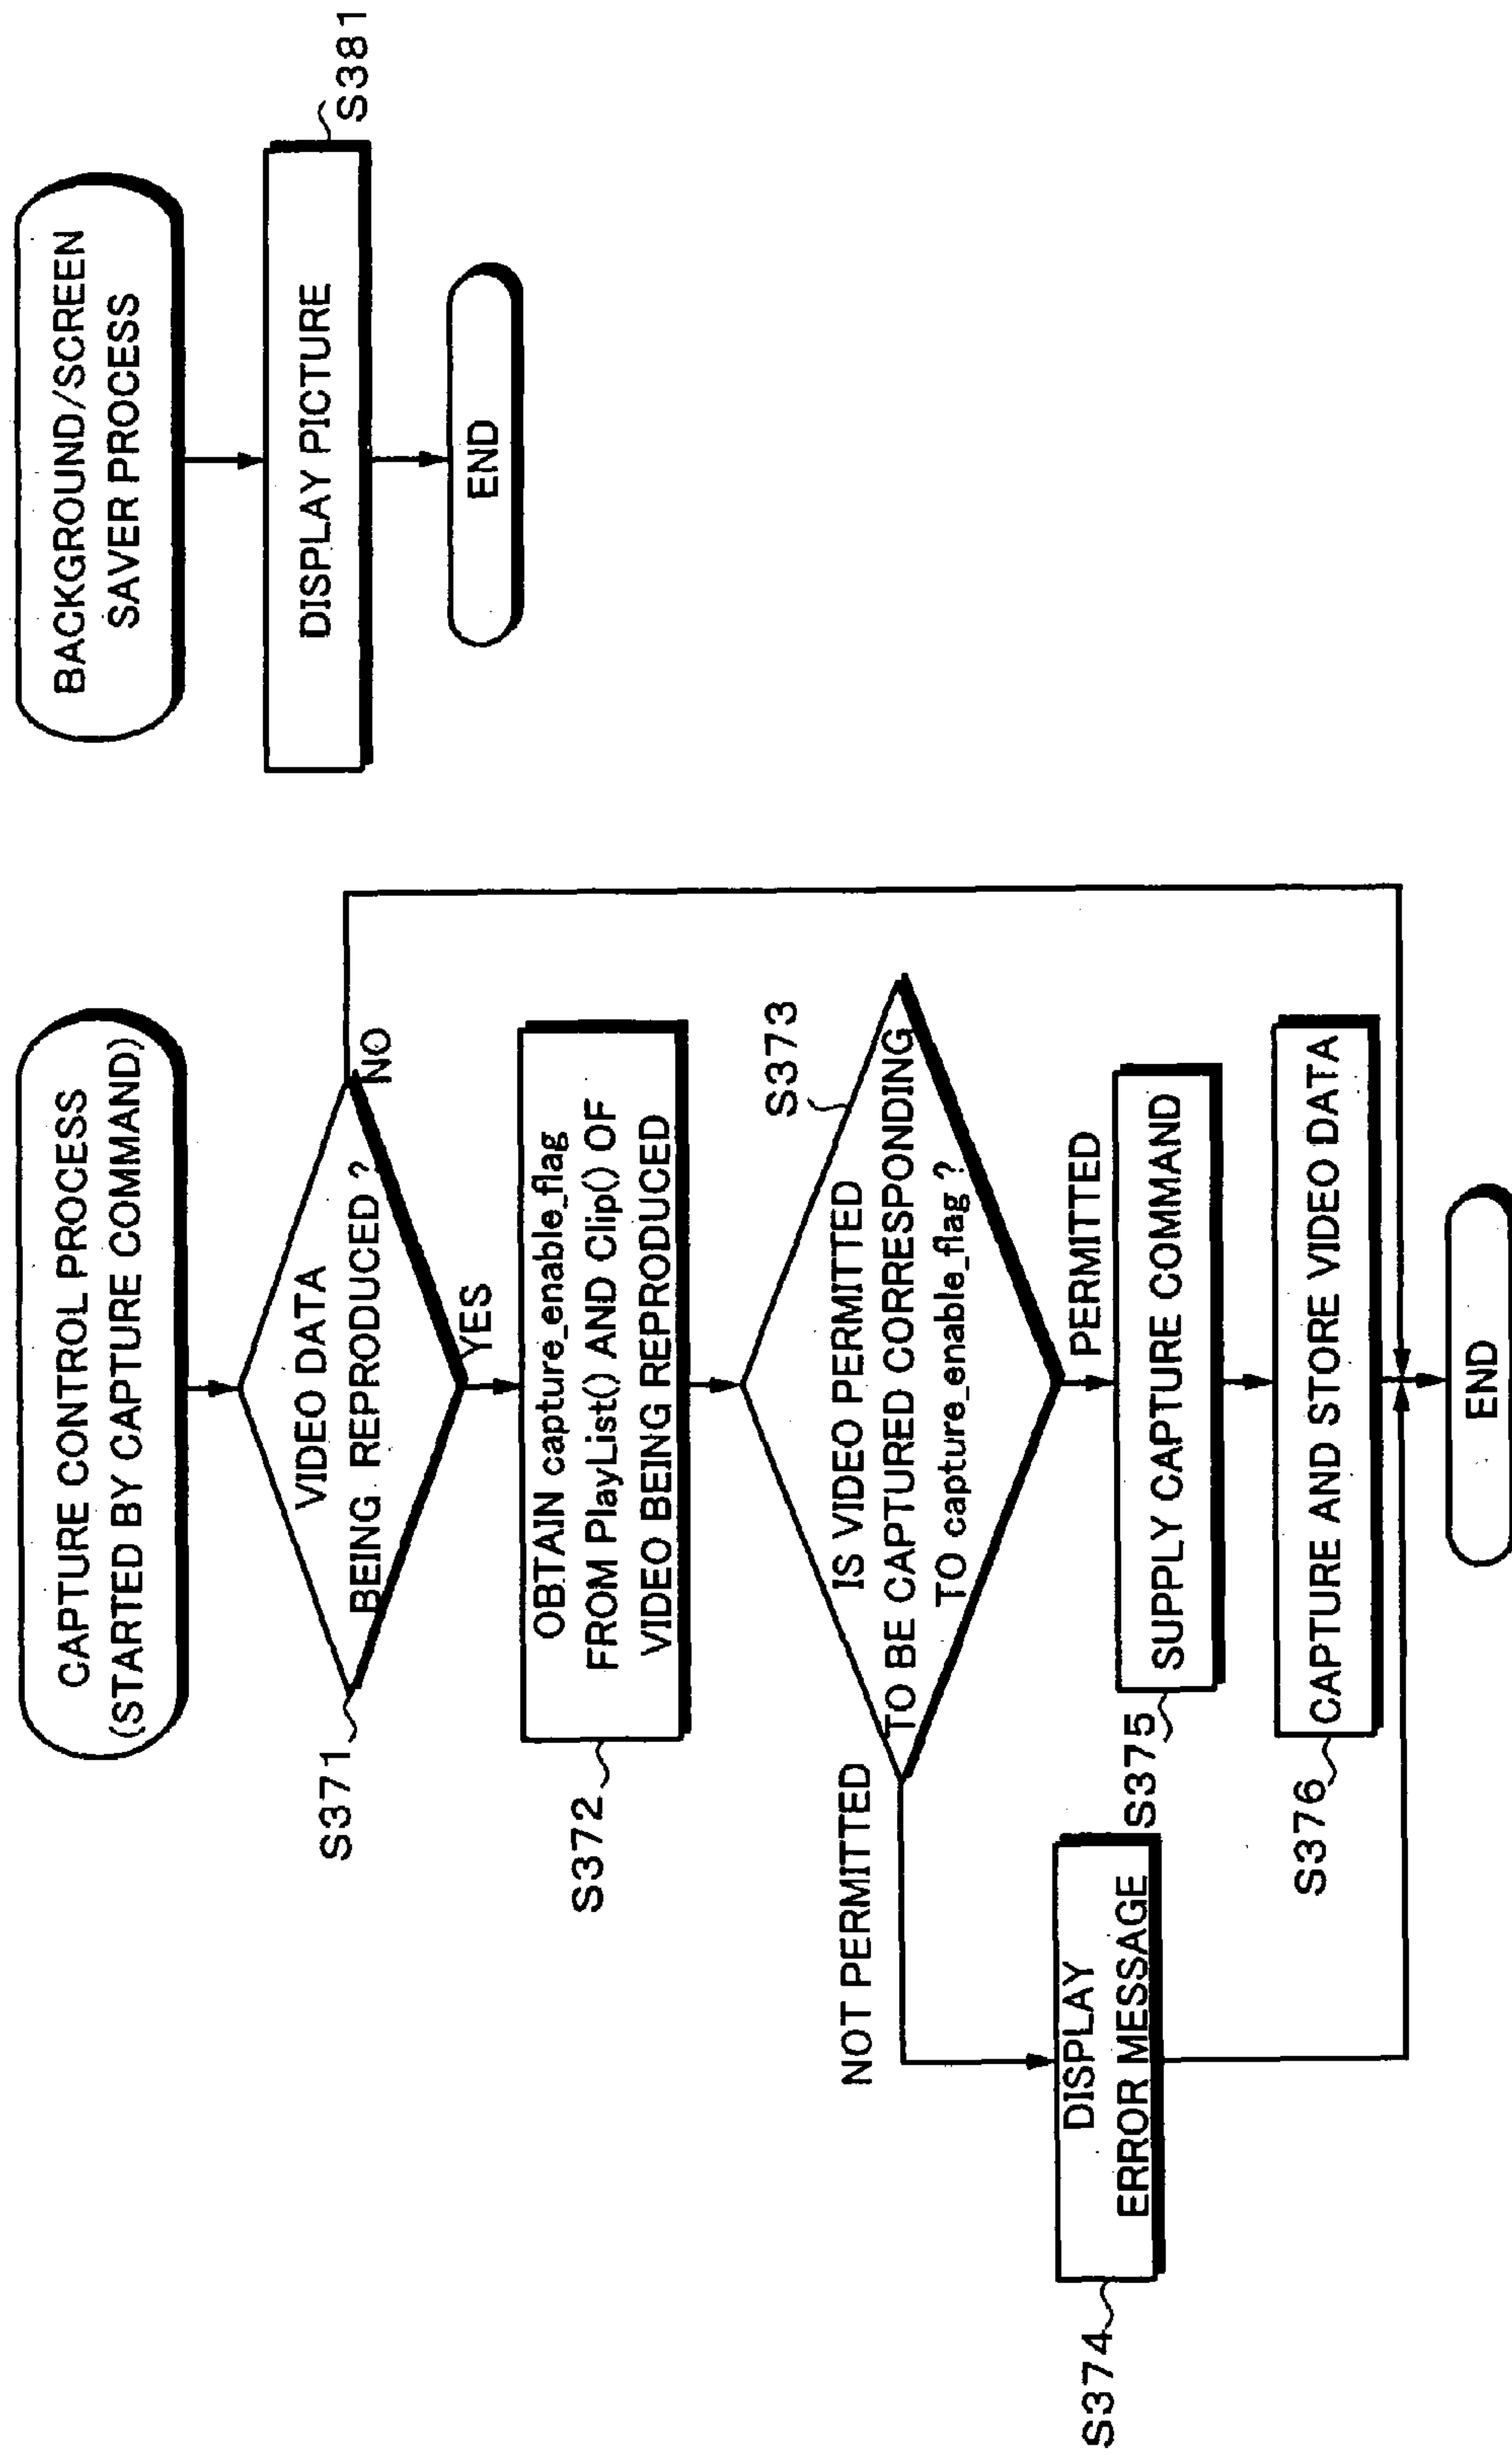 CAPTURE CONTROL PROCESS
(STARTED BY CAPTURE COMMAND)
S371
VIDEO DATA
BEING REPRODUCED ?
NO
YES
S372
OBTAIN capture_enable_flag
FROM PlayList() AND Clip() OF
VIDEO BEING REPRODUCED
S373
IS VIDEO PERMITTED
TO BE CAPTURED CORRESPONDING
TO capture_enable_flag ?
NOT PERMITTED
PERMITTED
S374
DISPLAY
ERROR MESSAGE
S375
SUPPLY CAPTURE COMMAND
S376
CAPTURE AND STORE VIDEO DATA
END
BACKGROUND/SCREEN
SAVER PROCESS
DISPLAY PICTURE
S381
END